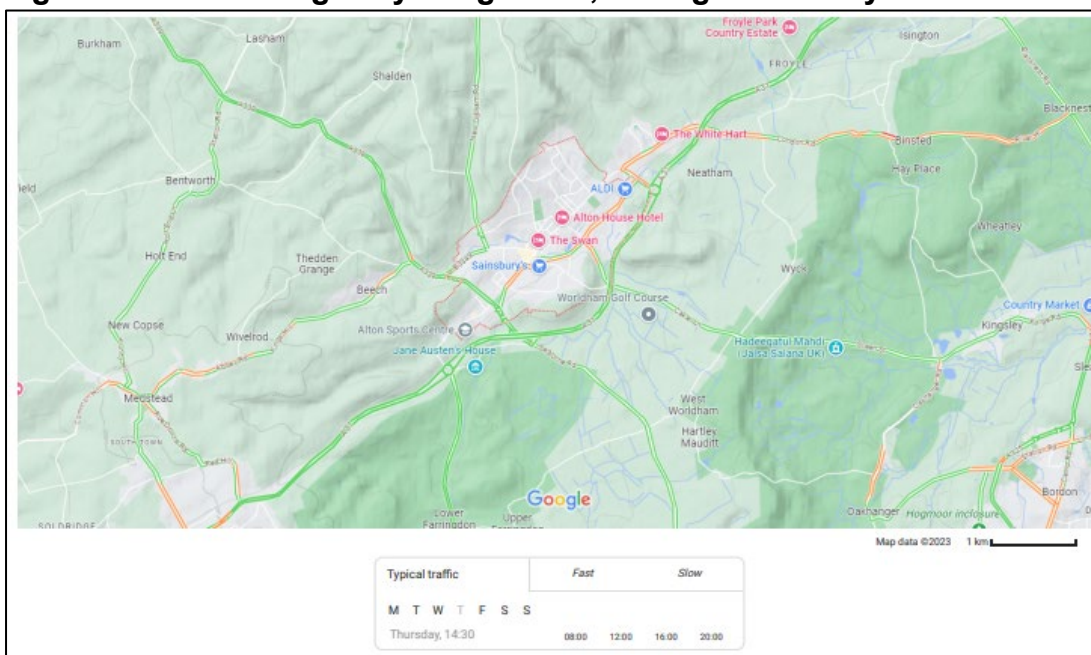 Froyle Park
Country Estate
Isington
Burkham
Lasham
FROYLE
Shalden
Blacknest
The White Hart
Binsted
Hay Place
Neatham
Bentworth
ALDI
Alton House Hotel
Wheatley
The Swan
Holt End
Thedden
Grange
Sainsbury's
Wyck
Beech
Worldham Golf Course
Country Market
New Copse
Wivelrod
Alton Sports Centre
Kingsley
Jane Austen's House
Hadeeqatul Mahdi
(Jalsa Salana UK)
Medstead
West
Worldham
Hartley
Mauditt
SOUTH TOWN
Google
Bordon
Lower
Farringdon
Upper
Oakhanger
Hogmoor inclosure
Map data ©2023
1 km
Typical traffic
Fast
Slow
M T W T F S S
Thursday, 14:30
08:00 12:00 16:00 20:00